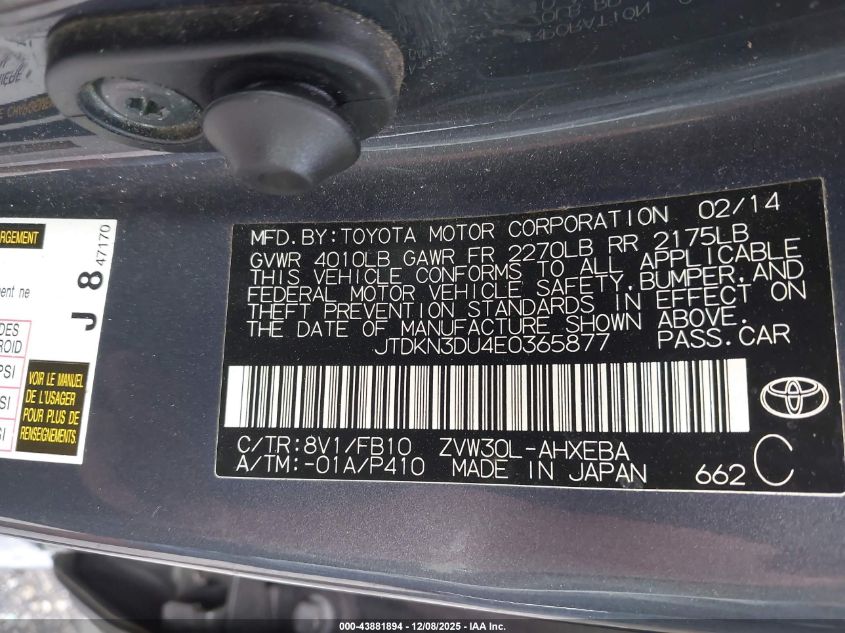 MFD. BY: TOYOTA MOTOR CORPORATION 02/14
GVWR 4010LB GAWR FR 2270LB RR 2175LB
THIS VEHICLE CONFORMS TO ALL APPLICABLE
FEDERAL MOTOR VEHICLE SAFETY, BUMPER, AND
THEFT PREVENTION STANDARDS IN EFFECT ON
THE DATE OF MANUFACTURE SHOWN ABOVE.
JTDKN3DU4E0365877 PASS.CAR
C/TR:8V1/FB10 ZVW30L-AHXEBA
A/TM:-01A/P410 MADE IN JAPAN 662 C
J 8 47170
VOIR LE MANUEL
DE L'USAGER
POUR PLUS DE
RENSEIGNEMENTS
000-43881894 - 12/08/2025 - IAA Inc.